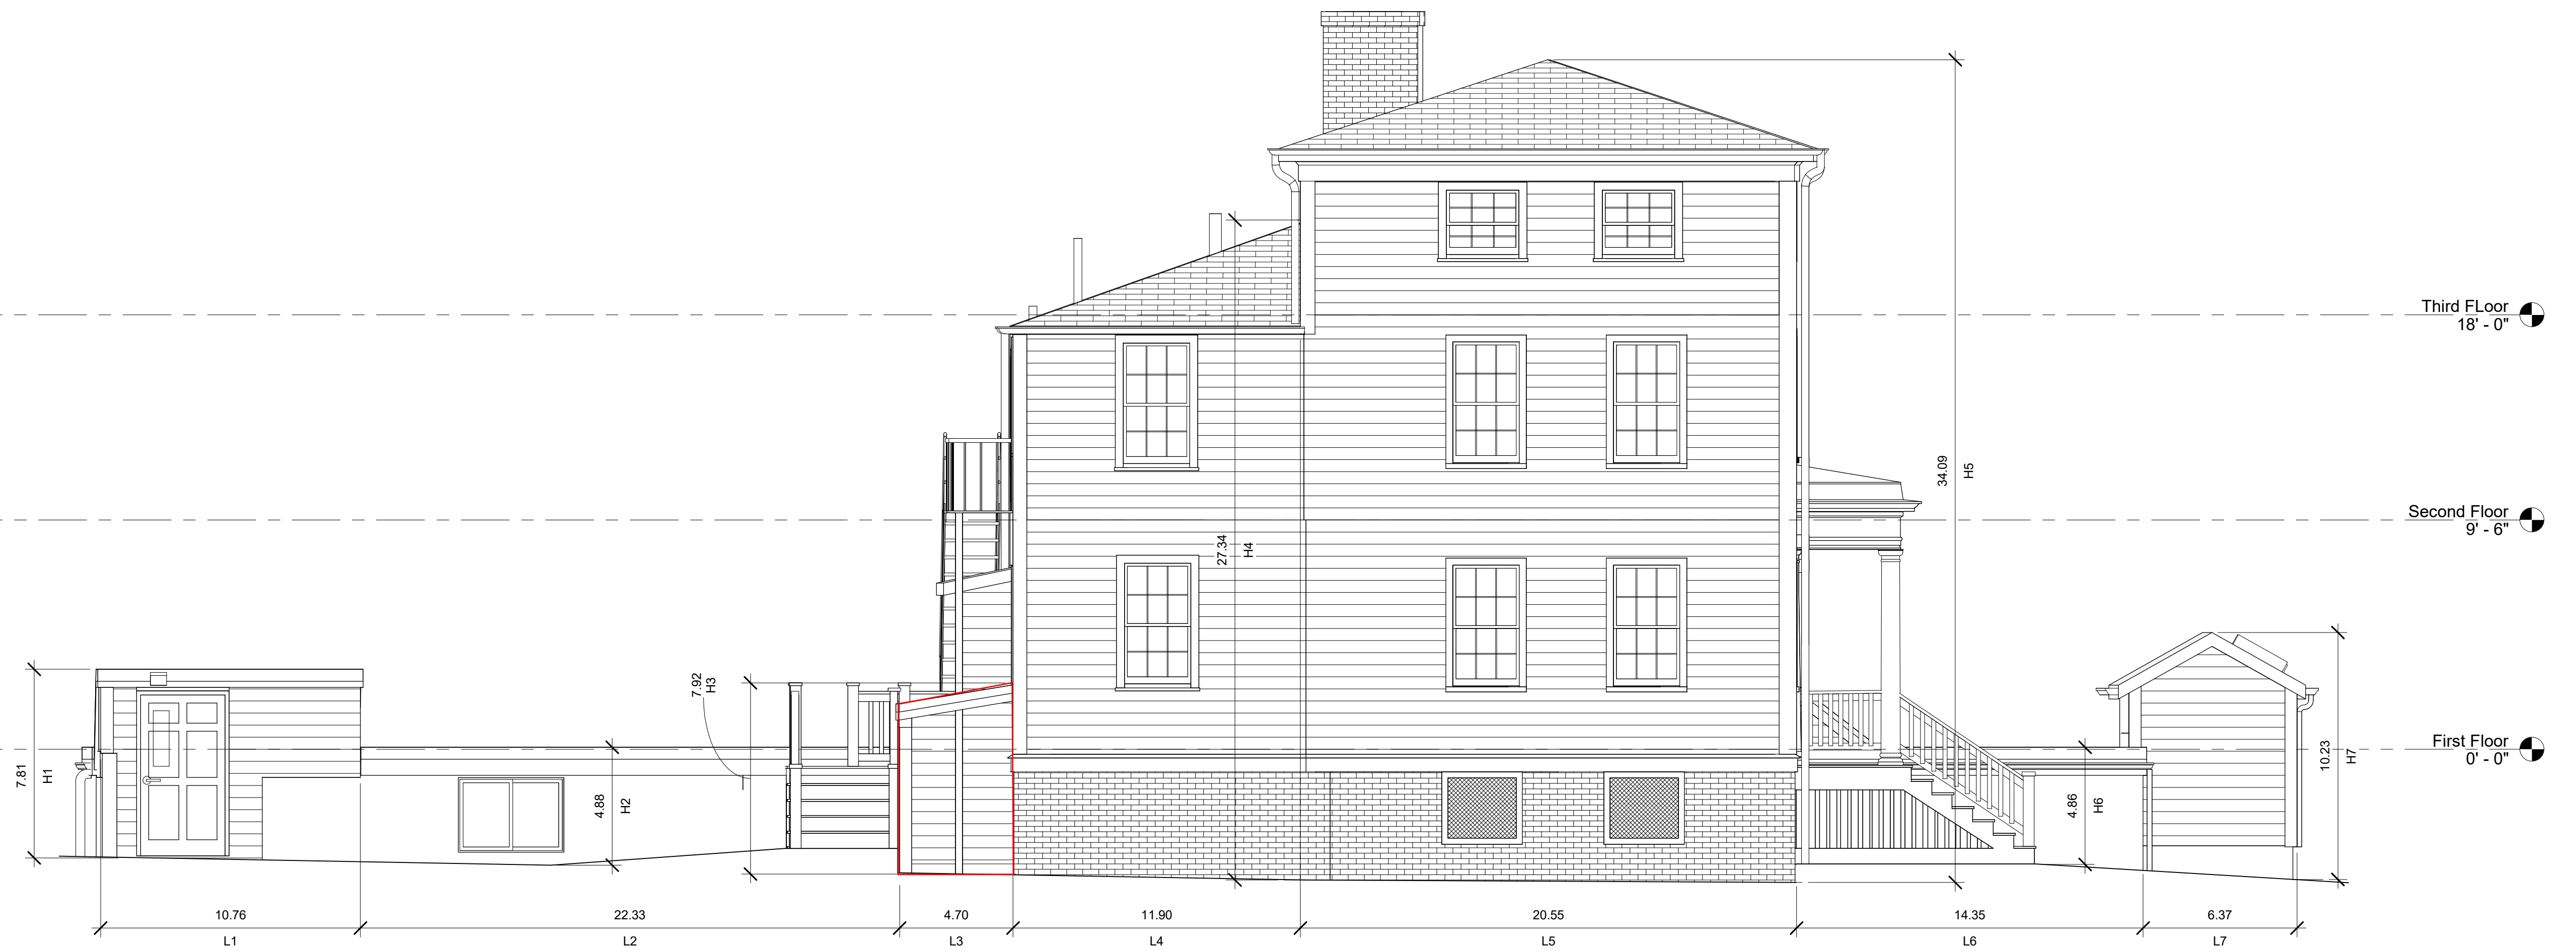 Third FLoor
18' - 0"
Second Floor
9' - 6"
First Floor
0' - 0"
7.81
H1
4.88
H2
7.92
H3
27.34
H4
34.09
H5
4.86
H6
10.23
H7
10.76
22.33
4.70
11.90
20.55
14.35
6.37
L1
L2
L3
L4
L5
L6
L7